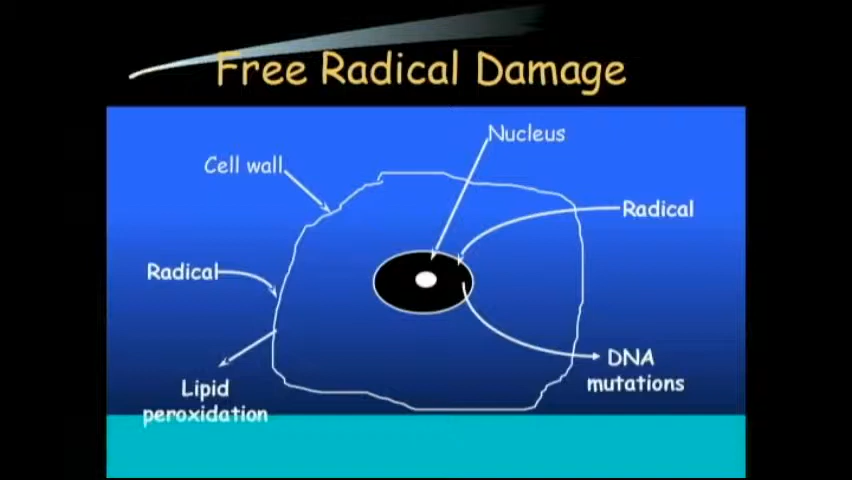 Free Radical Damage
Nucleus
Cell wall
Radical
Radical
DNA
mutations
Lipid
peroxidation